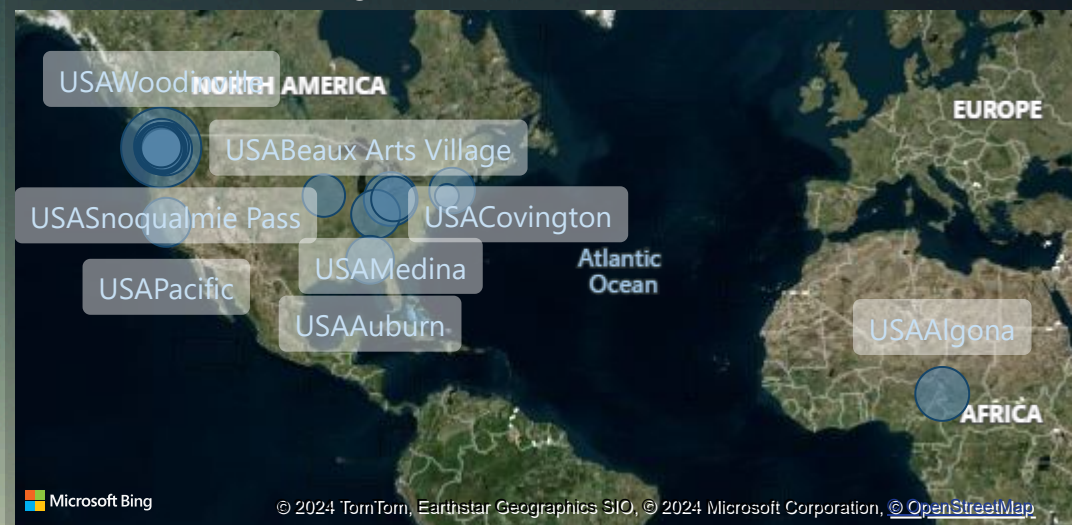 USAWoodinville
NORTH AMERICA
EUROPE
USABeaux Arts Village
USASnoqualmie Pass
USACovington
USAMedina
Atlantic
Ocean
USAPacific
USAAuburn
USAAlgona
AFRICA
Microsoft Bing
© 2024 TomTom, Earthstar Geographics SIO, © 2024 Microsoft Corporation, © OpenStreetMap